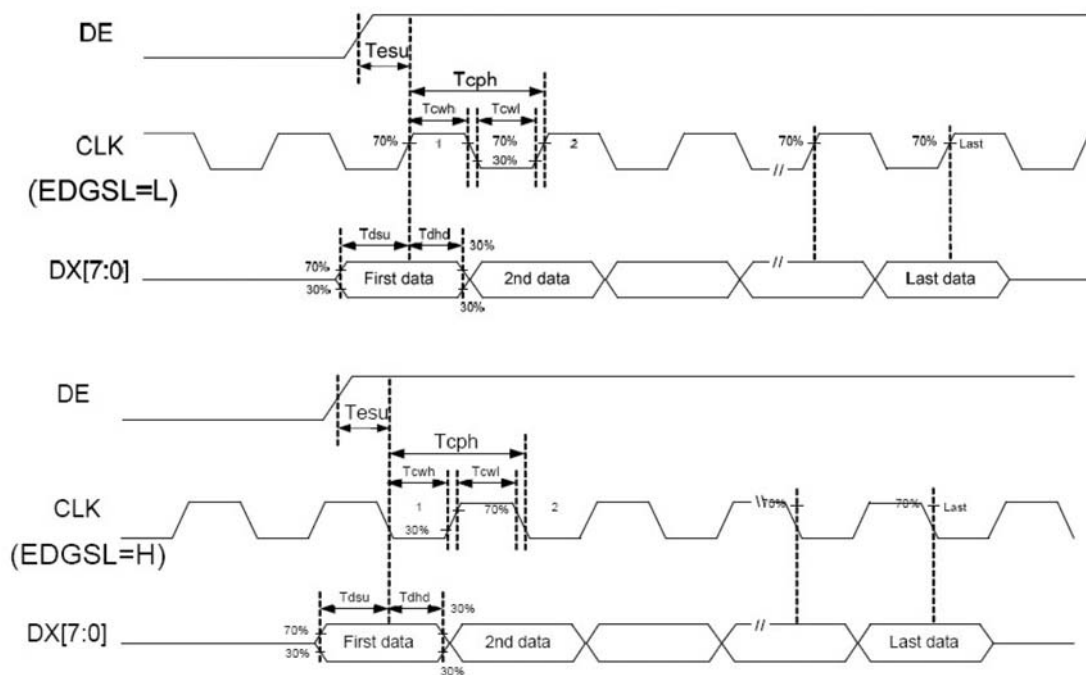 DE
Tesu
Tcph
Tcwh Tcwl
CLK 70% 1 70% 2 70% 70% Last
30% //
(EDGSL=L)
Tdsu Tdhd 30%
DX[7:0] 70% First data 2nd data // Last data
30% 30%
DE
Tesu
Tcph
Tcwh Tcwl
CLK 1 70% 2 \\ 70% 70% Last
30%
(EDGSL=H)
Tdsu Tdhd 30%
DX[7:0] 70% First data 2nd data // Last data
30% 30%